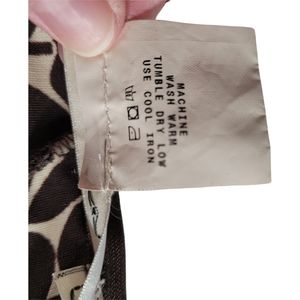 MACHINE
WASH WARM
TUMBLE DRY LOW
USE COOL IRON